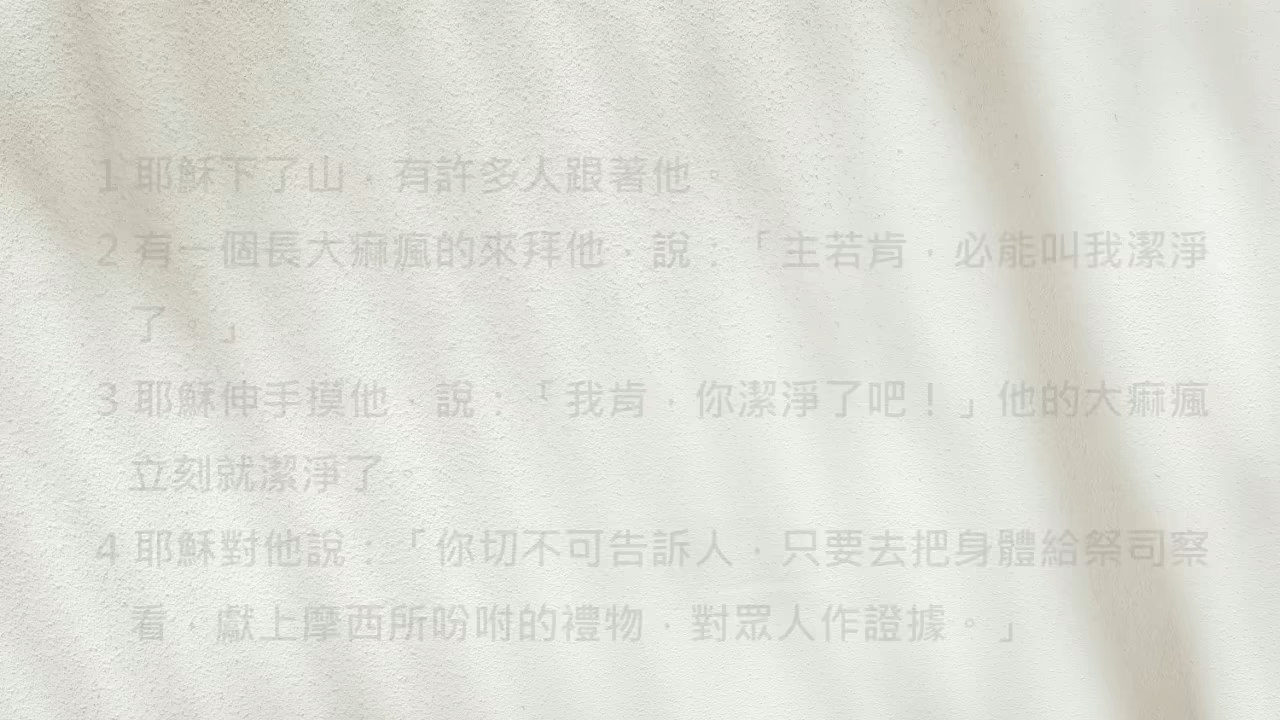 1 耶穌下了山，有許多人跟著他。
2 有一個長大痲瘋的來拜他，說：「主若肯，必能叫我潔淨
了。」
3 耶穌伸手摸他，說：「我肯，你潔淨了吧！」他的大痲瘋
立刻就潔淨了。
4 耶穌對他說：「你切不可告訴人，只要去把身體給祭司察
看，獻上摩西所吩咐的禮物，對眾人作證據。」